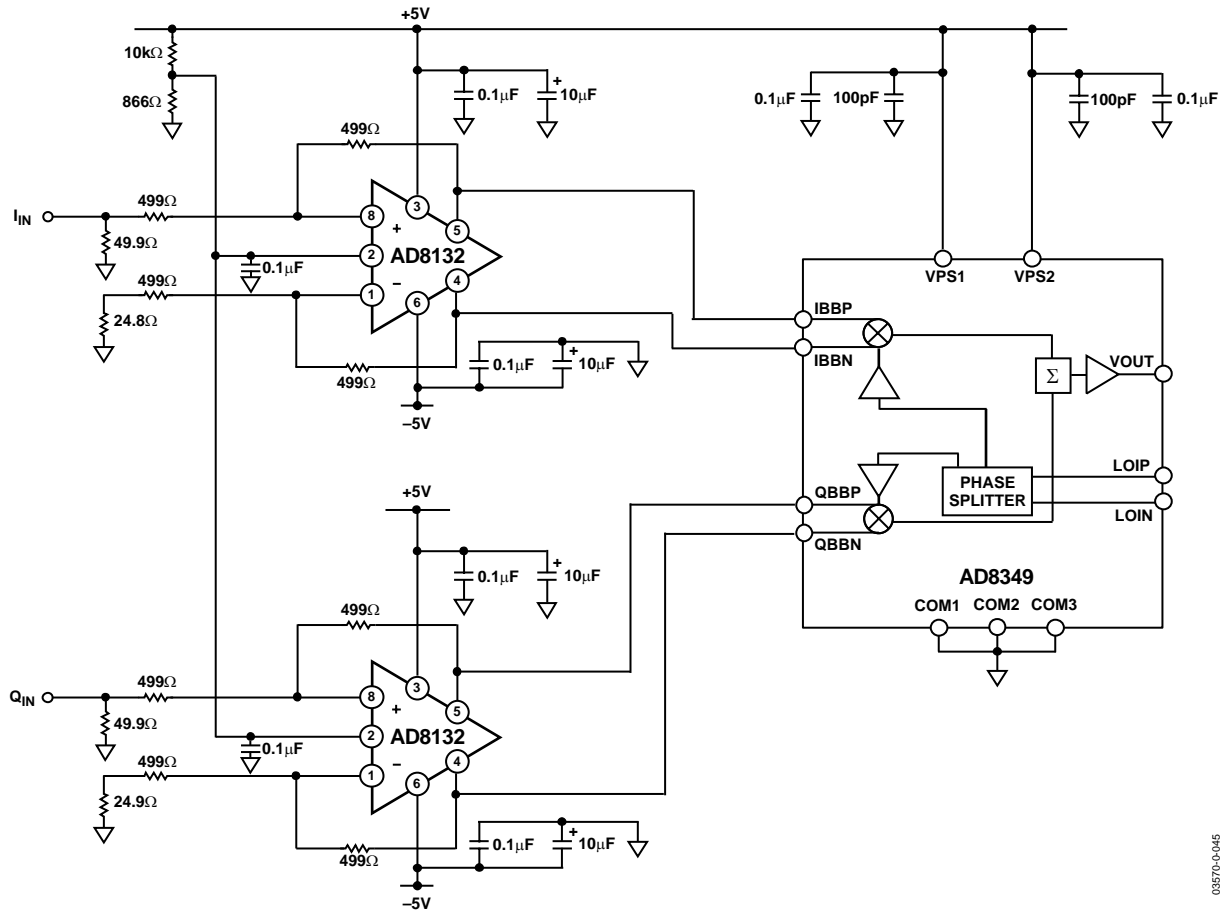 +5V
10kΩ
866Ω
0.1μF
+
10μF
0.1μF
100pF
100pF
0.1μF
499Ω
IIN
499Ω
49.9Ω
8
+
3
5
2
AD8132
0.1μF
499Ω
1
−
4
6
24.8Ω
499Ω
0.1μF
+
10μF
−5V
VPS1
VPS2
IBBP
IBBN
Σ
VOUT
PHASE
SPLITTER
LOIP
LOIN
QBBP
QBBN
AD8349
COM1
COM2
COM3
+5V
0.1μF
+
10μF
499Ω
QIN
499Ω
49.9Ω
8
+
3
5
2
AD8132
0.1μF
499Ω
1
−
4
6
24.9Ω
499Ω
0.1μF
+
10μF
−5V
03570-0-045